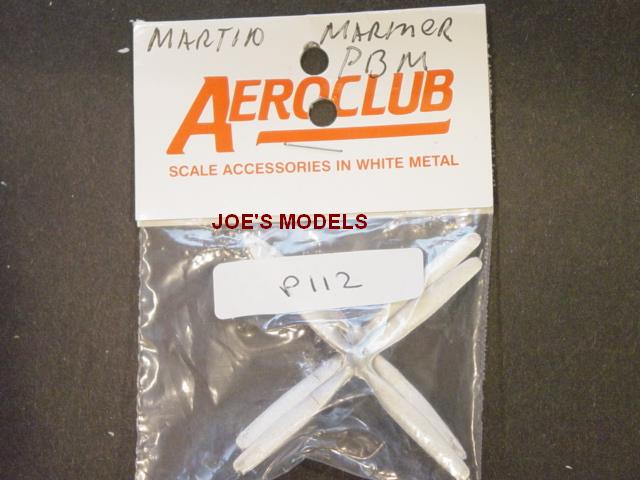 MARTIN MARINER
PBM
AEROCLUB
SCALE ACCESSORIES IN WHITE METAL
JOE'S MODELS
P112